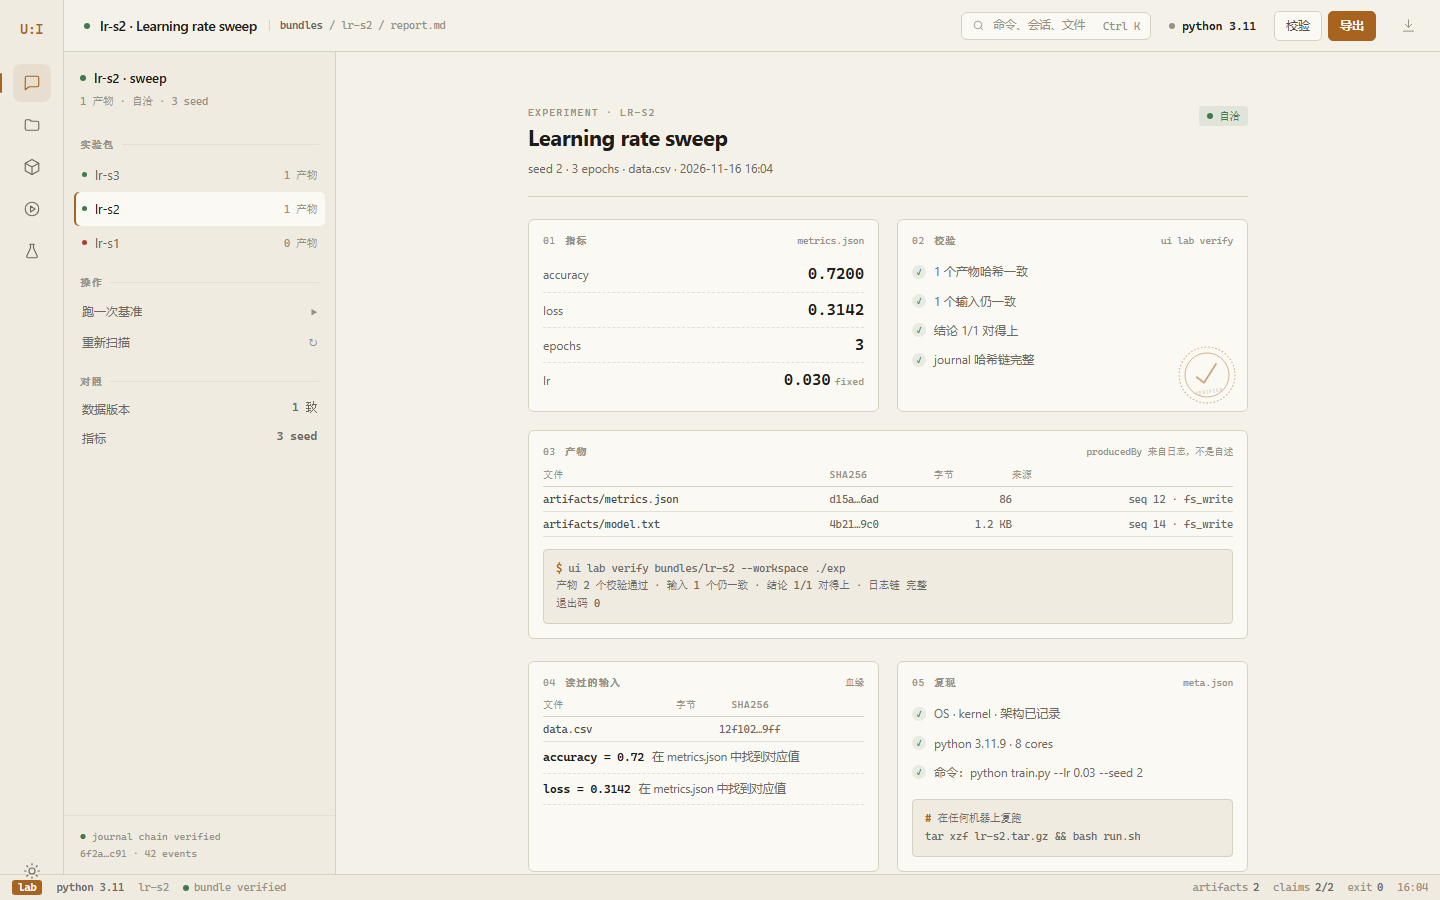 U:I
lr-s2 · Learning rate sweep
bundles / lr-s2 / report.md
命令、会话、文件 Ctrl K
python 3.11
校验
导出
lr-s2 · sweep
1 产物 · 自洽 · 3 seed
实验包
lr-s3 1 产物
lr-s2 1 产物
lr-s1 0 产物
操作
跑一次基准
重新扫描
对照
数据版本 1 致
指标 3 seed
journal chain verified
6f2a…c91 · 42 events
EXPERIMENT · LR-S2
Learning rate sweep
seed 2 · 3 epochs · data.csv · 2026-11-16 16:04
自洽
01 指标 metrics.json
accuracy 0.7200
loss 0.3142
epochs 3
lr 0.030 fixed
02 校验 ui lab verify
1 个产物哈希一致
1 个输入仍一致
结论 1/1 对得上
journal 哈希链完整
03 产物 producedBy 来自日志, 不是自述
文件 SHA256 字节 来源
artifacts/metrics.json d15a…6ad 86 seq 12 · fs_write
artifacts/model.txt 4b21…9c0 1.2 KB seq 14 · fs_write
$ ui lab verify bundles/lr-s2 --workspace ./exp
产物 2 个校验通过 · 输入 1 个仍一致 · 结论 1/1 对得上 · 日志链 完整
退出码 0
04 读过的输入 血缘
文件 字节 SHA256
data.csv 12f102…9ff
accuracy = 0.72 在 metrics.json 中找到对应值
loss = 0.3142 在 metrics.json 中找到对应值
05 复现 meta.json
OS · kernel · 架构已记录
python 3.11.9 · 8 cores
命令: python train.py --lr 0.03 --seed 2
# 在任何机器上复跑
tar xzf lr-s2.tar.gz && bash run.sh
lab python 3.11 lr-s2 bundle verified
artifacts 2 claims 2/2 exit 0 16:04